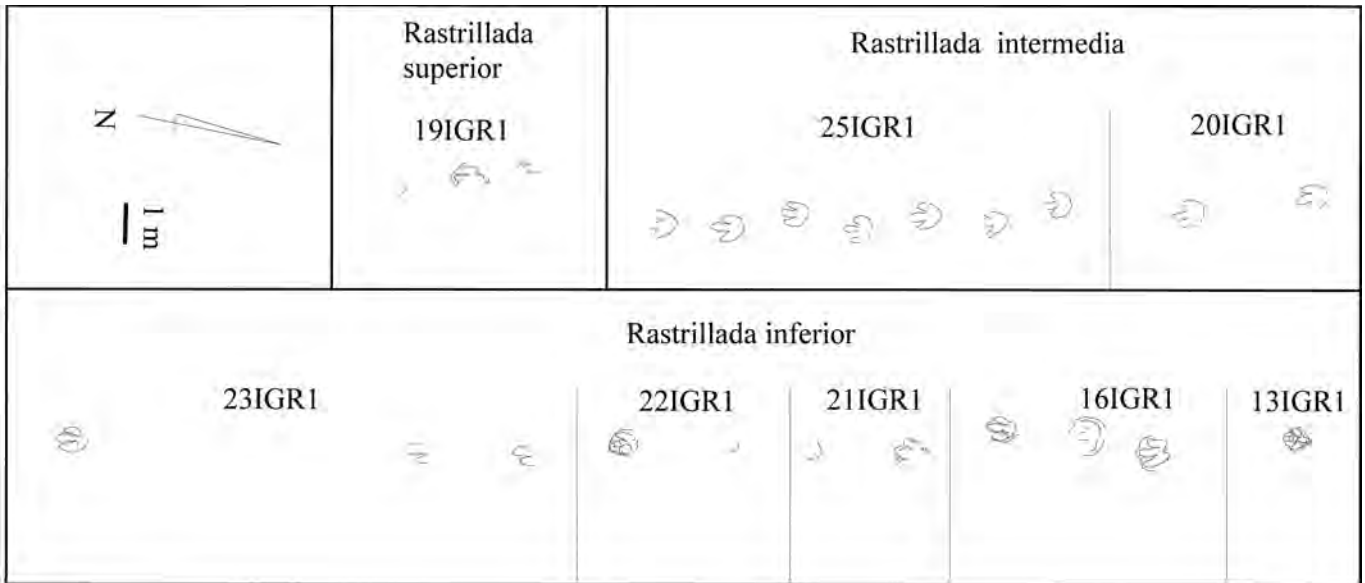 N
1 m
Rastrillada
superior
19IGR1
Rastrillada intermedia
25IGR1
20IGR1
Rastrillada inferior
23IGR1
22IGR1
21IGR1
16IGR1
13IGR1